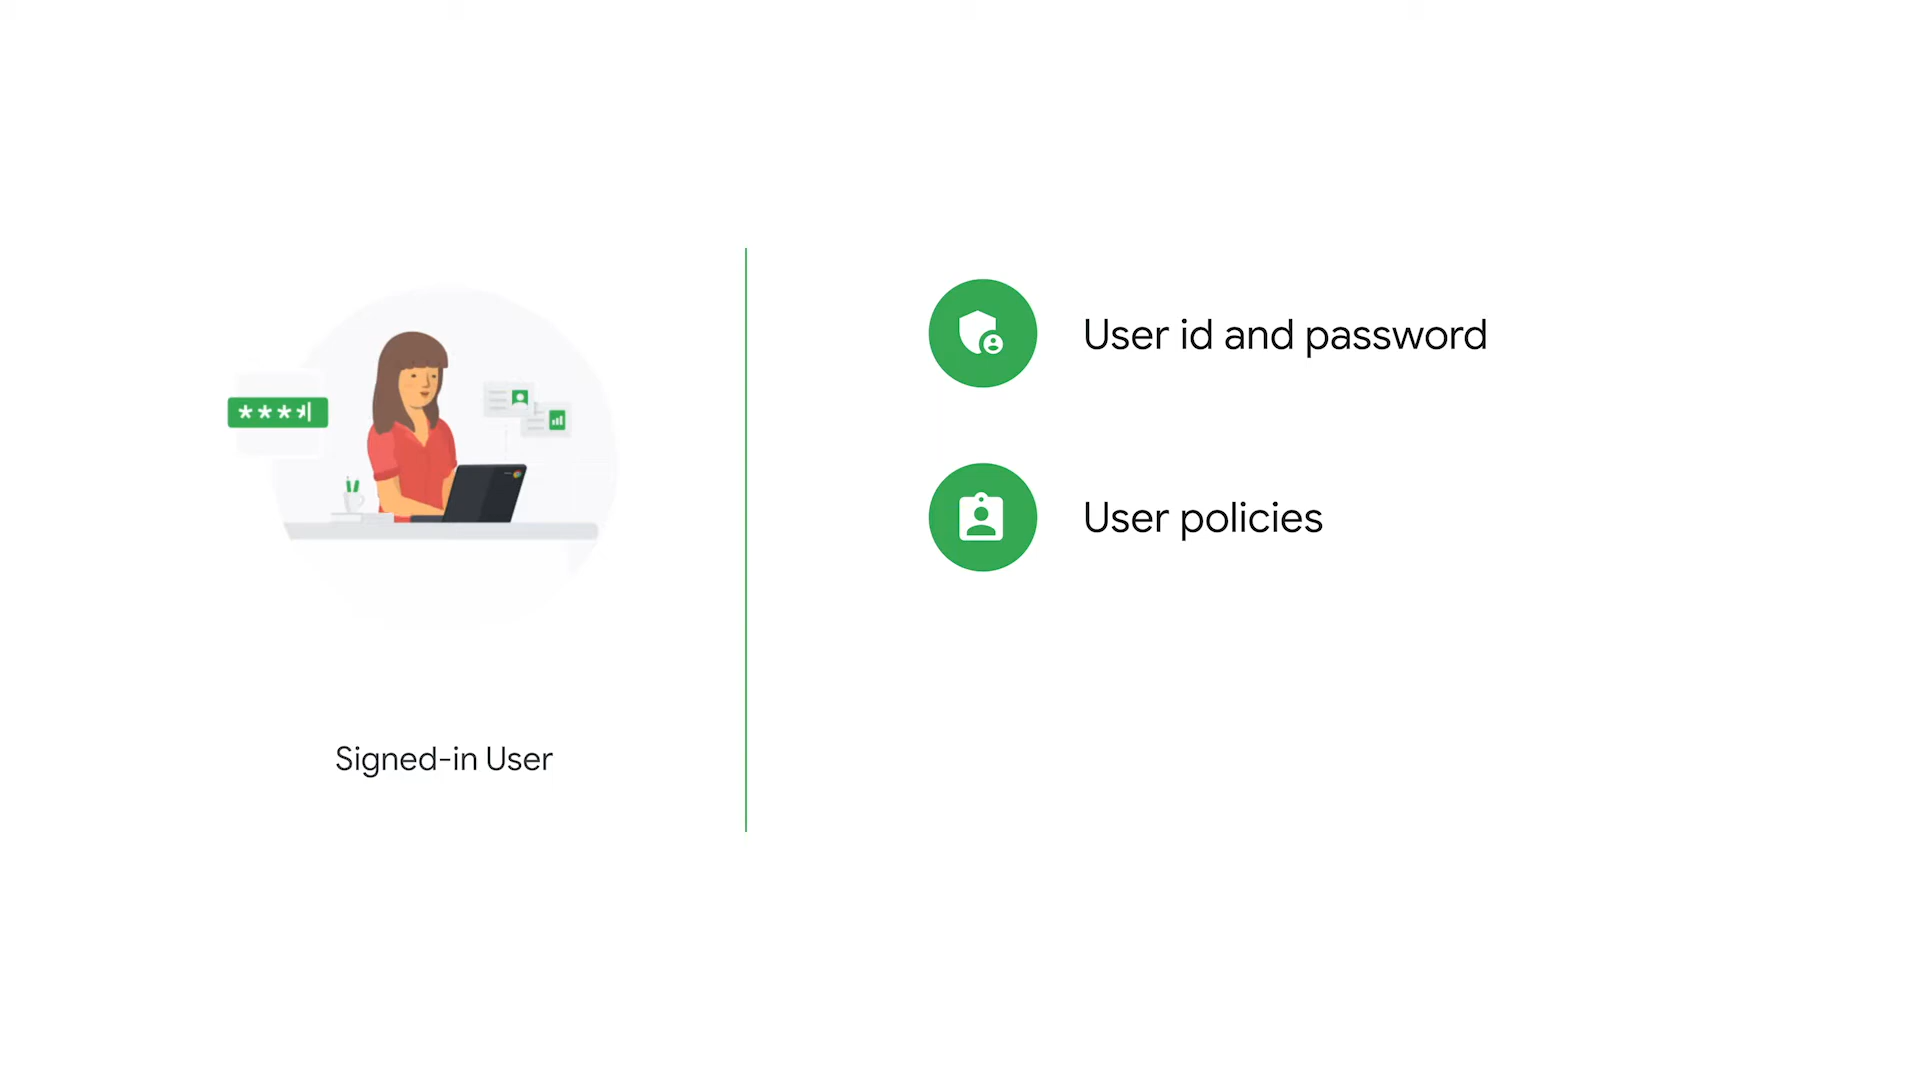 ****
Signed-in User
User id and password
User policies